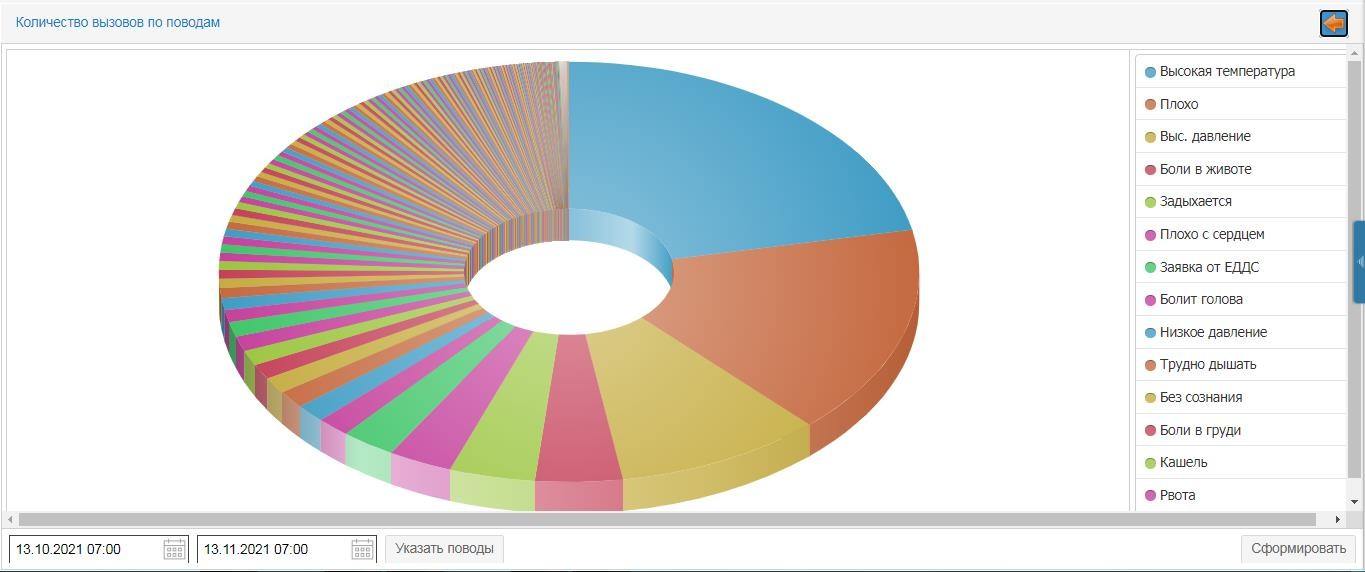 Количество вызовов по поводам
Высокая температура
Плохо
Выс. давление
Боли в животе
Задыхается
Плохо с сердцем
Заявка от ЕДДС
Болит голова
Низкое давление
Трудно дышать
Без сознания
Боли в груди
Кашель
Рвота
13.10.2021 07:00
13.11.2021 07:00
Указать поводы
Сформировать